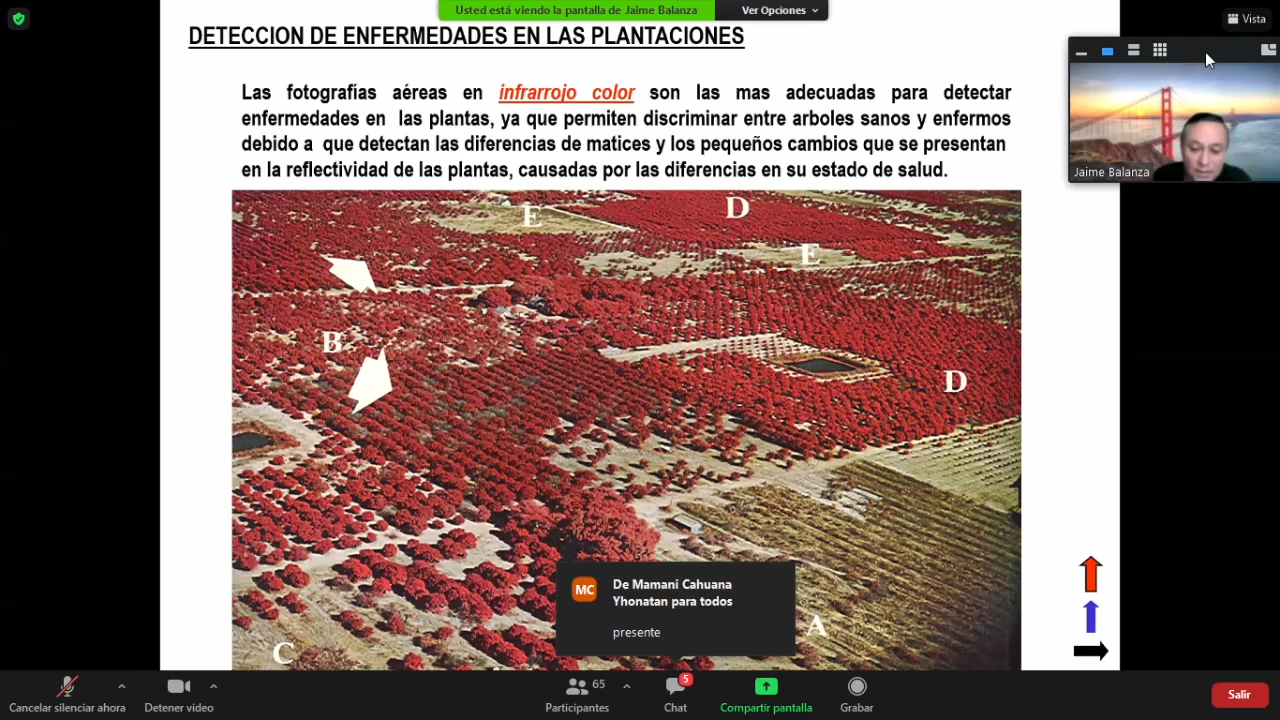 Usted está viendo la pantalla de Jaime Balanza
Ver Opciones
Vista
DETECCION DE ENFERMEDADES EN LAS PLANTACIONES
Las fotografías aéreas en infrarrojo color son las mas adecuadas para detectar
enfermedades en las plantas, ya que permiten discriminar entre arboles sanos y enfermos
debido a que detectan las diferencias de matices y los pequeños cambios que se presentan
en la reflectividad de las plantas, causadas por las diferencias en su estado de salud.
Jaime Balanza
E
D
E
B
D
A
C
MC
De Mamani Cahuana
Yhonatan para todos
presente
Cancelar silenciar ahora
Detener video
65
Participantes
5
Chat
Compartir pantalla
Grabar
Salir